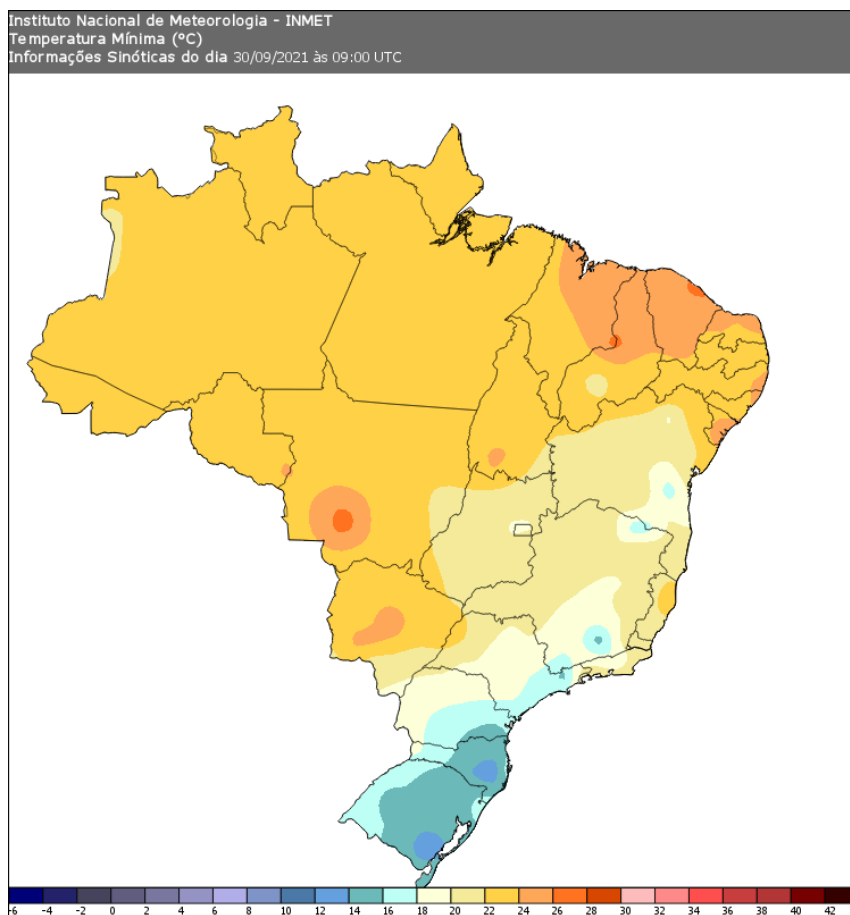 Instituto Nacional de Meteorologia - INMET
Temperatura Mínima (°C)
Informações Sinóticas do dia 30/09/2021 às 09:00 UTC
-6 -4 -2 0 2 4 6 8 10 12 14 16 18 20 22 24 26 28 30 32 34 36 38 40 42